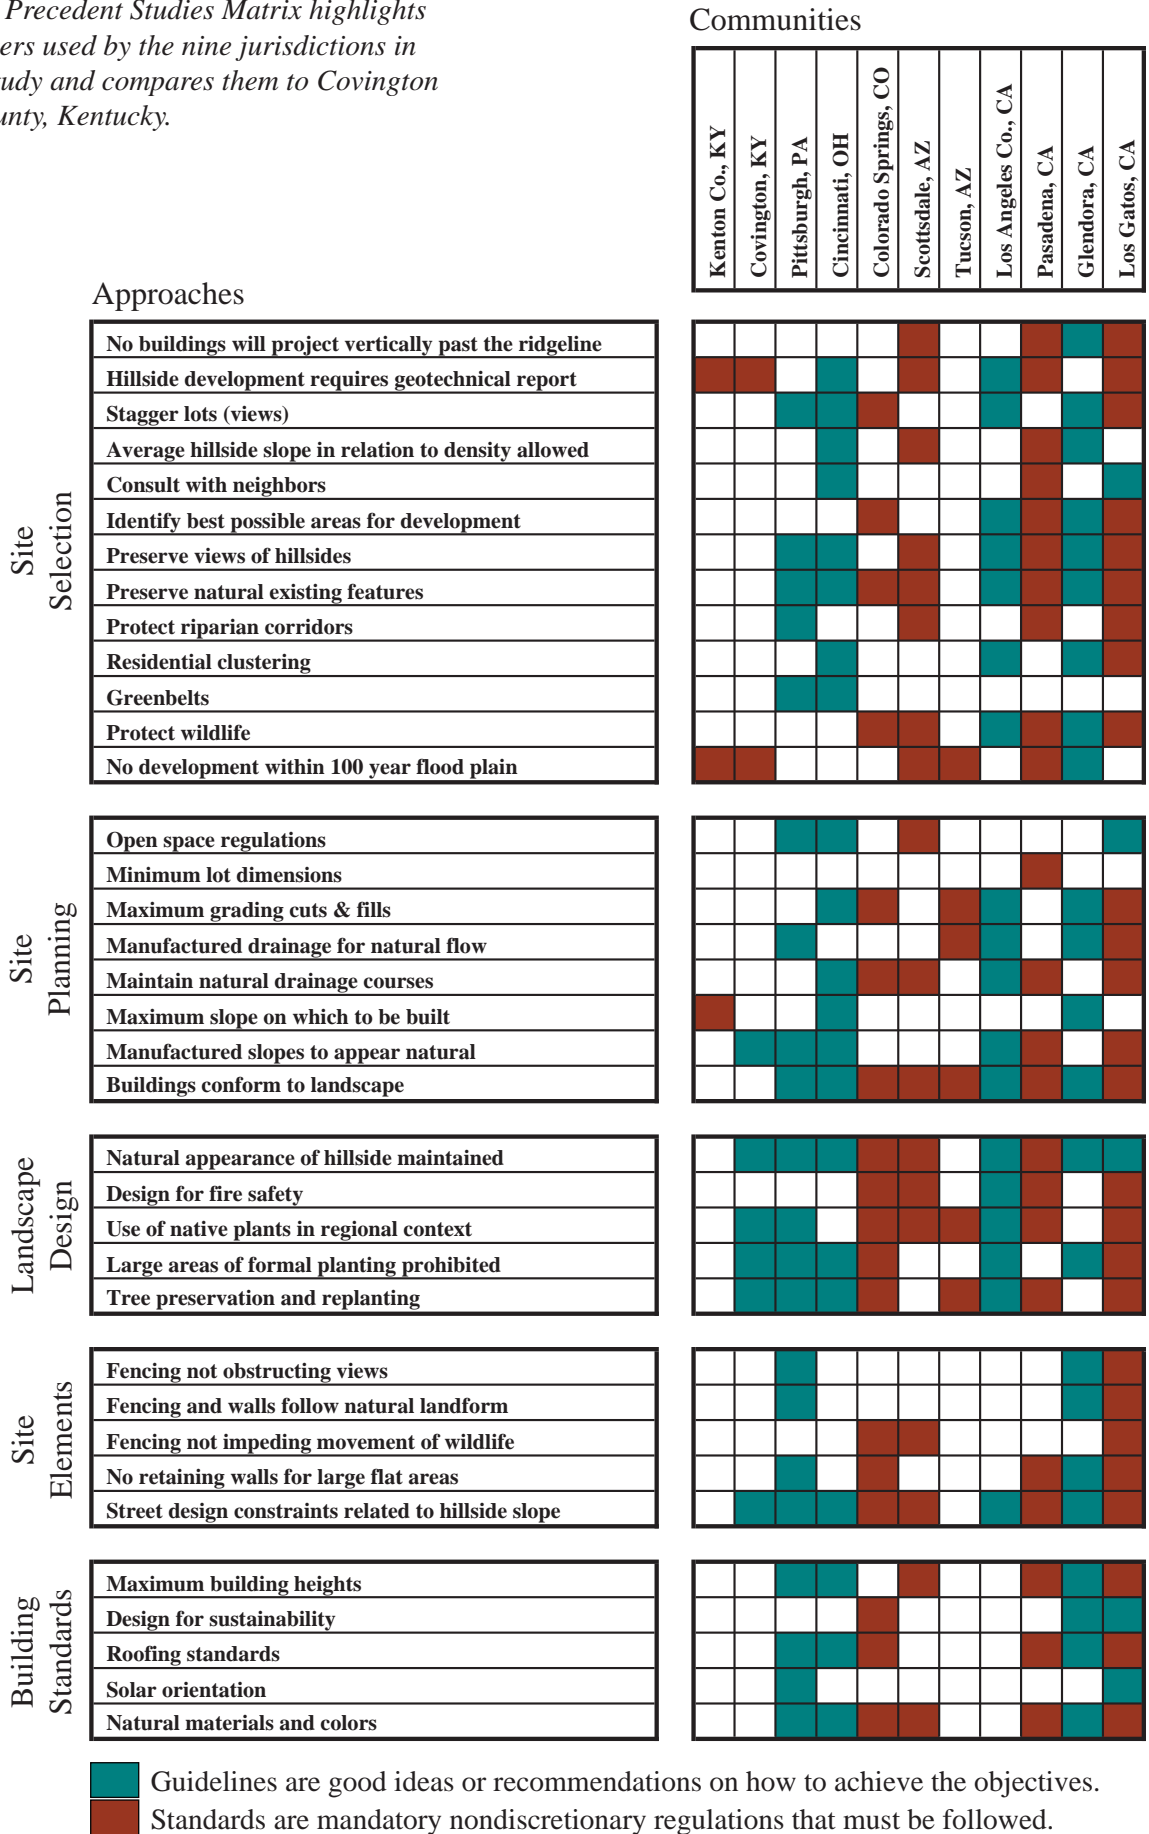 Precedent Studies Matrix highlights
ers used by the nine jurisdictions in
udy and compares them to Covington
unty, Kentucky.
Communities
Kenton Co., KY
Covington, KY
Pittsburgh, PA
Cincinnati, OH
Colorado Springs, CO
Scottsdale, AZ
Tucson, AZ
Los Angeles Co., CA
Pasadena, CA
Glendora, CA
Los Gatos, CA
Approaches
Site
Selection
No buildings will project vertically past the ridgeline
Hillside development requires geotechnical report
Stagger lots (views)
Average hillside slope in relation to density allowed
Consult with neighbors
Identify best possible areas for development
Preserve views of hillsides
Preserve natural existing features
Protect riparian corridors
Residential clustering
Greenbelts
Protect wildlife
No development within 100 year flood plain
Site
Planning
Open space regulations
Minimum lot dimensions
Maximum grading cuts & fills
Manufactured drainage for natural flow
Maintain natural drainage courses
Maximum slope on which to be built
Manufactured slopes to appear natural
Buildings conform to landscape
Landscape
Design
Natural appearance of hillside maintained
Design for fire safety
Use of native plants in regional context
Large areas of formal planting prohibited
Tree preservation and replanting
Site
Elements
Fencing not obstructing views
Fencing and walls follow natural landform
Fencing not impeding movement of wildlife
No retaining walls for large flat areas
Street design constraints related to hillside slope
Building
Standards
Maximum building heights
Design for sustainability
Roofing standards
Solar orientation
Natural materials and colors
Guidelines are good ideas or recommendations on how to achieve the objectives.
Standards are mandatory nondiscretionary regulations that must be followed.